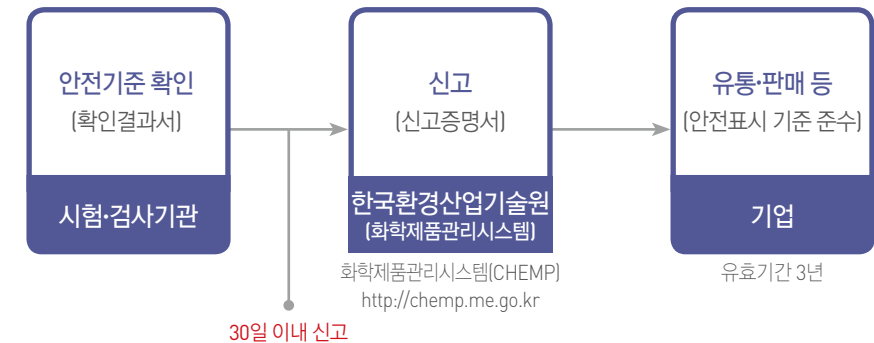 안전기준 확인
(확인결과서)
시험·검사기관
30일 이내 신고
신고
(신고증명서)
한국환경산업기술원
(화학제품관리시스템)
화학제품관리시스템(CHEMP)
http://chemp.me.go.kr
유통·판매 등
(안전표시 기준 준수)
기업
유효기간 3년